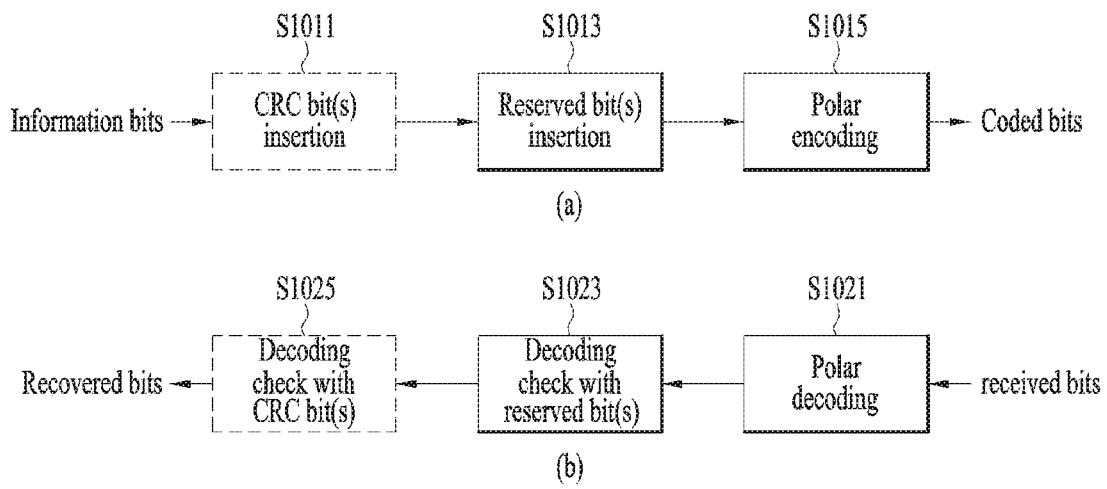 S1011
S1013
S1015
Information bits
CRC bit(s)
insertion
Reserved bit(s)
insertion
Polar
encoding
Coded bits
(a)
S1025
S1023
S1021
Recovered bits
Decoding
check with
CRC bit(s)
Decoding
check with
reserved bit(s)
Polar
decoding
received bits
(b)